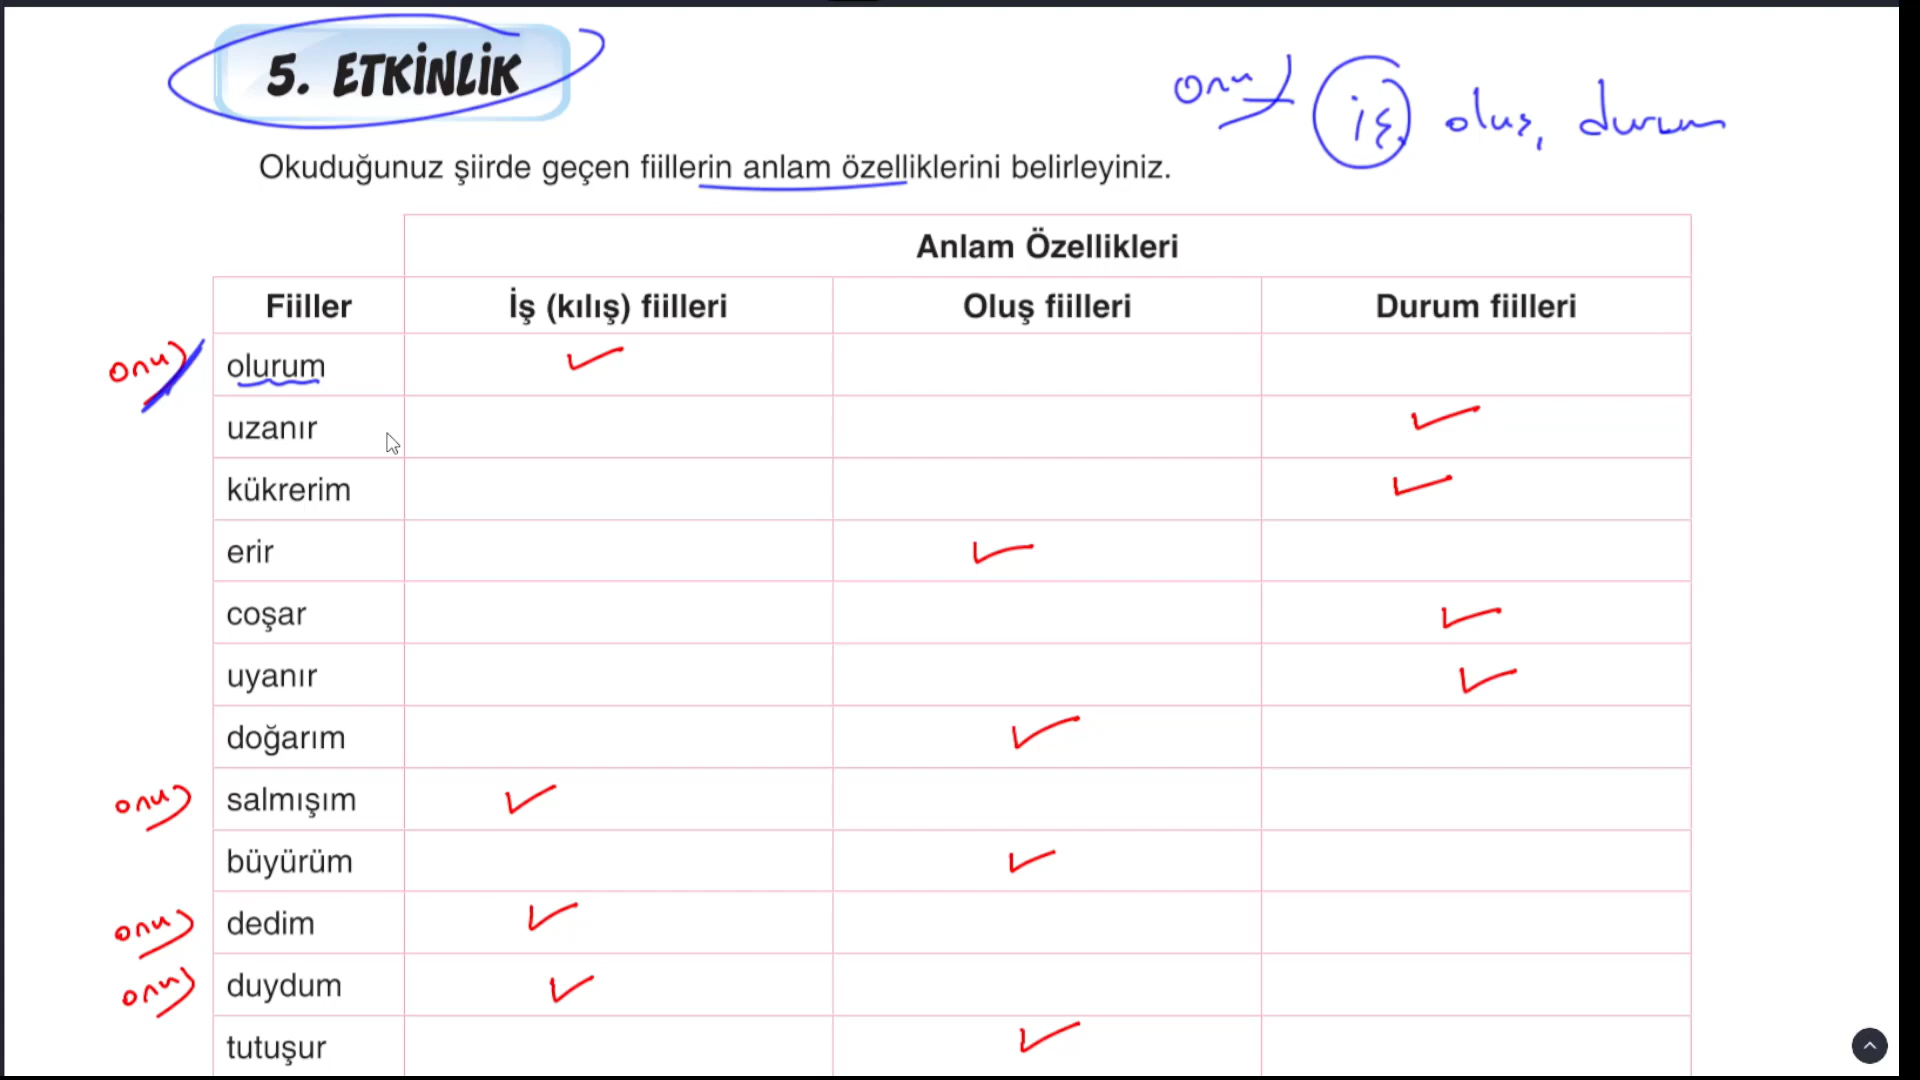 5. ETKİNLİK
onu iş, oluş, durum
Okuduğunuz şiirde geçen fiillerin anlam özelliklerini belirleyiniz.
Anlam Özellikleri
Fiiller İş (kılış) fiilleri Oluş fiilleri Durum fiilleri
onu olurum
uzanır
kükrerim
erir
coşar
uyanır
doğarım
onu salmışım
büyürüm
onu dedim
onu duydum
tutuşur